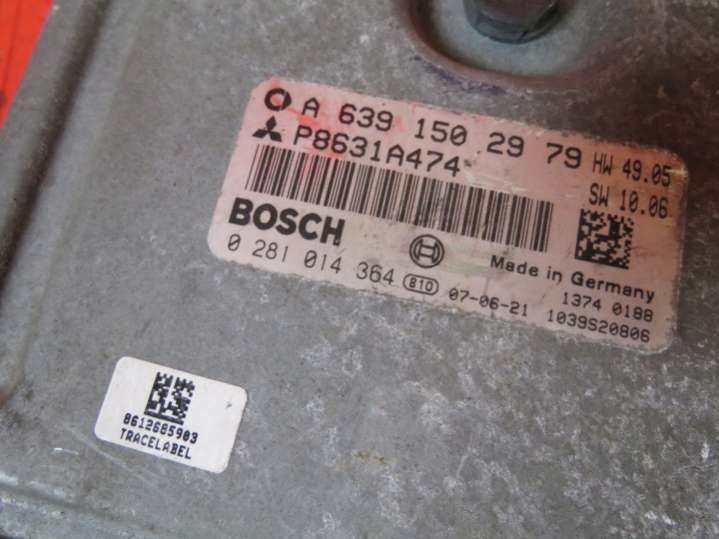 A 639 150 29 79 HW 49.05
P8631A474 SW 10.06
BOSCH
0 281 014 364 810 07-06-21
Made in Germany
1374 0188
1039S20806
8612685903
TRACELABEL